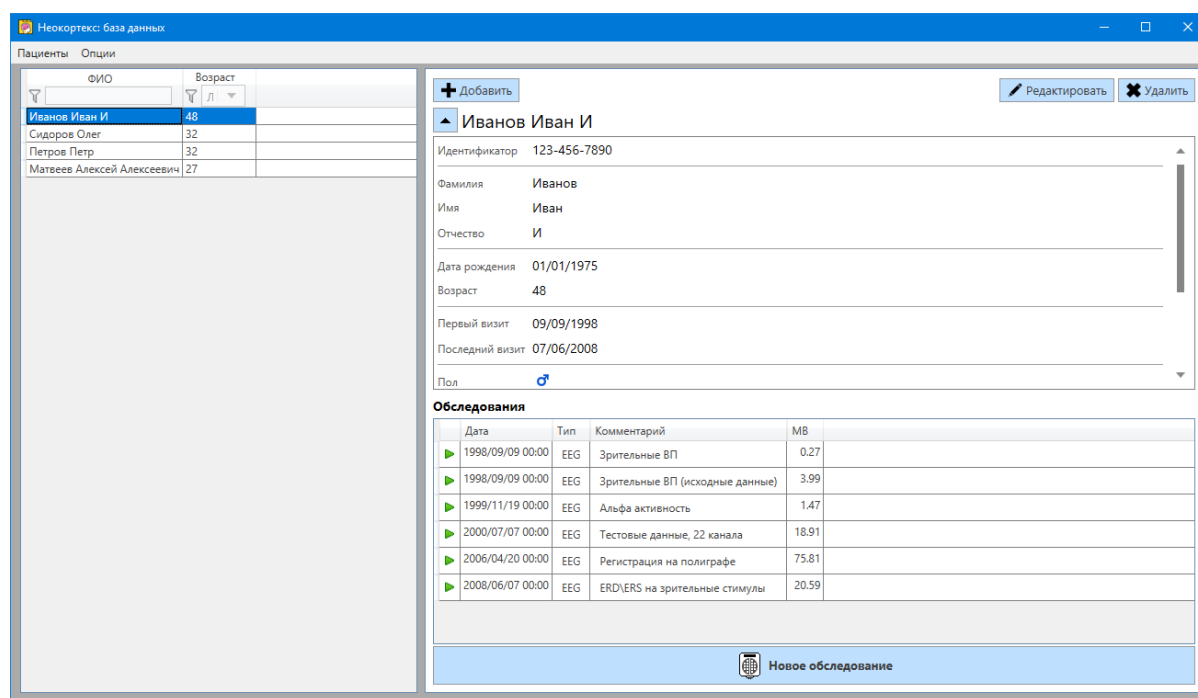 Неокортекс: база данных
Пациенты Опции
ФИО Возраст
Л
Иванов Иван И 48
Сидоров Олег 32
Петров Петр 32
Матвеев Алексей Алексеевич 27
Добавить Редактировать Удалить
Иванов Иван И
Идентификатор 123-456-7890
Фамилия Иванов
Имя Иван
Отчество И
Дата рождения 01/01/1975
Возраст 48
Первый визит 09/09/1998
Последний визит 07/06/2008
Пол
Обследования
Дата Тип Комментарий MB
1998/09/09 00:00 EEG Зрительные ВП 0.27
1998/09/09 00:00 EEG Зрительные ВП (исходные данные) 3.99
1999/11/19 00:00 EEG Альфа активность 1.47
2000/07/07 00:00 EEG Тестовые данные, 22 канала 18.91
2006/04/20 00:00 EEG Регистрация на полиграфе 75.81
2008/06/07 00:00 EEG ERD\ERS на зрительные стимулы 20.59
Новое обследование